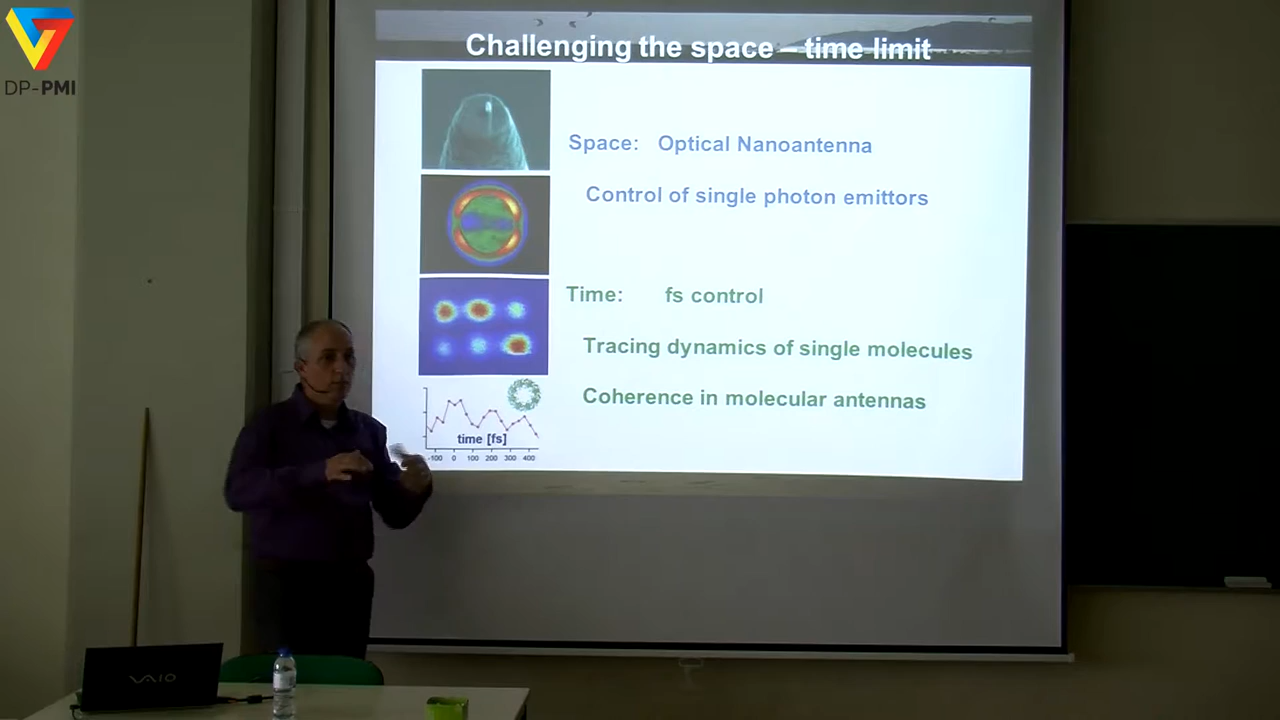 DP-PMI
Challenging the space – time limit
Space: Optical Nanoantenna
Control of single photon emittors
Time: fs control
Tracing dynamics of single molecules
Coherence in molecular antennas
time [fs]
-100 0 100 200 300 400
VAIO